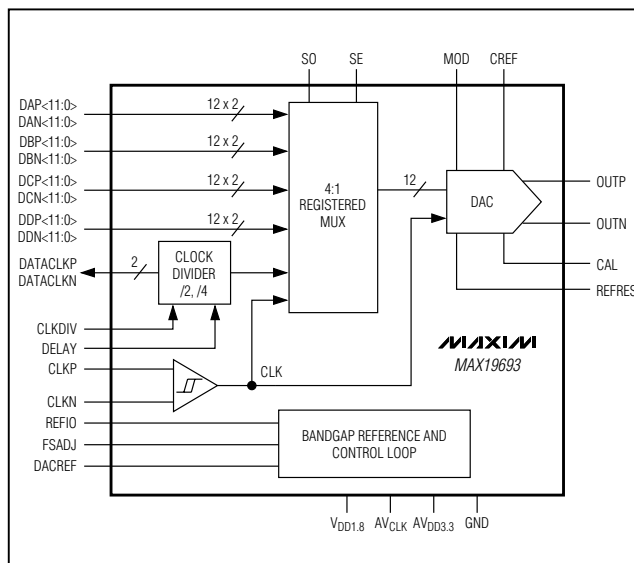 SO SE MOD CREF
DAP<11:0>
DAN<11:0>
12 x 2
DBP<11:0>
DBN<11:0>
12 x 2
DCP<11:0>
DCN<11:0>
12 x 2
DDP<11:0>
DDN<11:0>
12 x 2
4:1
REGISTERED
MUX
12
DAC
OUTP
OUTN
CAL
REFRES
DATACLKP
DATACLKN
2
CLOCK
DIVIDER
/2, /4
CLKDIV
DELAY
CLKP
CLKN
CLK
MAXIM
MAX19693
REFIO
FSADJ
DACREF
BANDGAP REFERENCE AND
CONTROL LOOP
VDD1.8 AVCLK AVDD3.3 GND